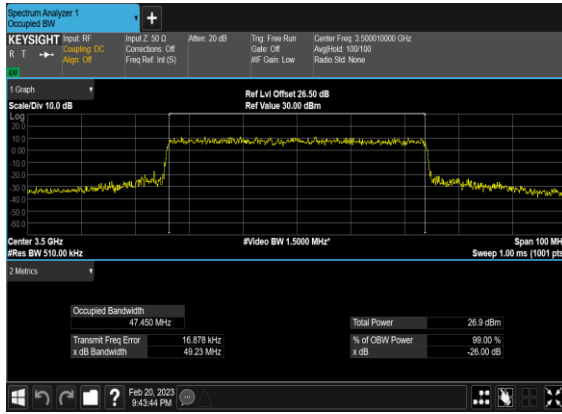 Spectrum Analyzer 1
Occupied BW
+
KEYSIGHT
R T
LXI
Input: RF
Coupling: DC
Align: Off
Input Z: 50 Ω
Corrections: Off
Freq Ref: Int (S)
Atten: 20 dB
Trig: Free Run
Gate: Off
#IF Gain: Low
Center Freq: 3.500010000 GHz
Avg|Hold: 100/100
Radio Std: None
1 Graph
Scale/Div 10.0 dB
Ref Lvl Offset 26.50 dB
Ref Value 30.00 dBm
Log
20.0
10.0
0.00
-10.0
-20.0
-30.0
-40.0
-50.0
-60.0
Center 3.5 GHz
#Res BW 510.00 kHz
#Video BW 1.5000 MHz*
Span 100 MH
Sweep 1.00 ms (1001 pts
2 Metrics
Occupied Bandwidth
47.450 MHz
Transmit Freq Error 16.878 kHz
x dB Bandwidth 49.23 MHz
Total Power 26.9 dBm
% of OBW Power 99.00 %
x dB -26.00 dB
?
Feb 20, 2023
9:43:44 PM